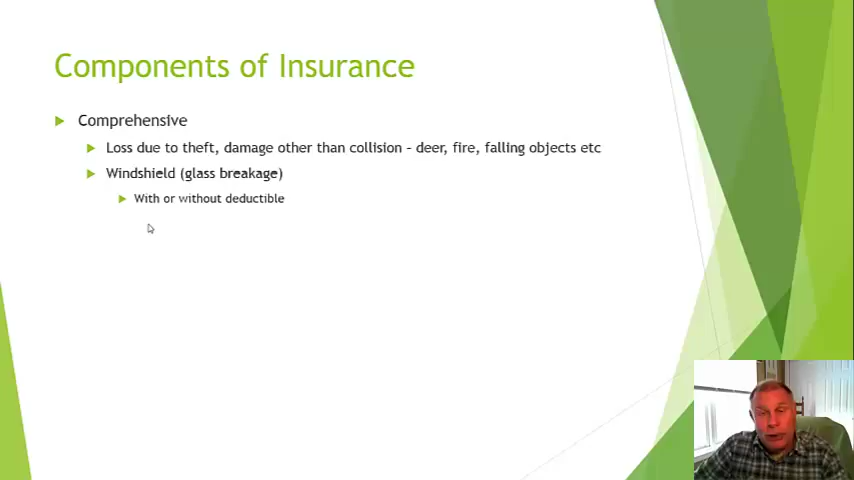 Components of Insurance
Comprehensive
Loss due to theft, damage other than collision – deer, fire, falling objects etc
Windshield (glass breakage)
With or without deductible